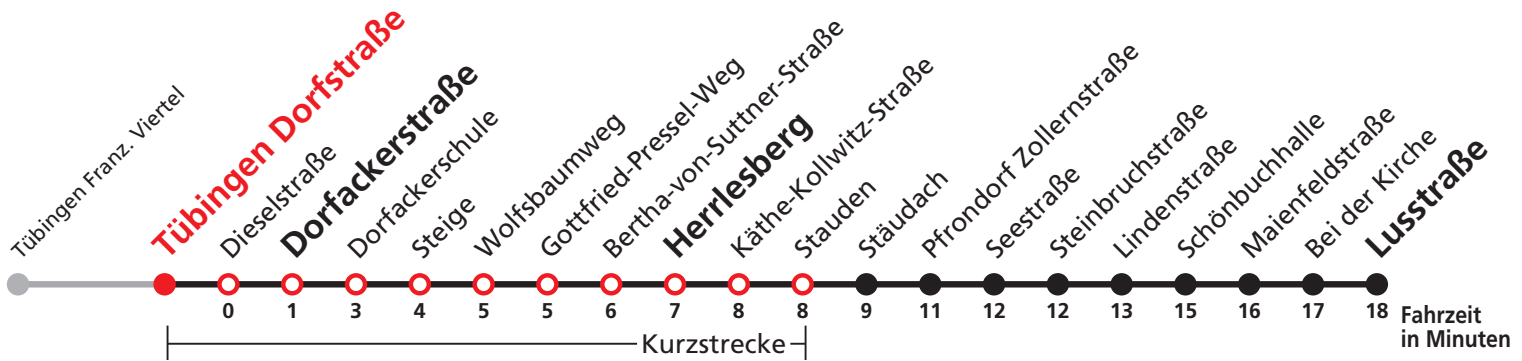 Tübingen Franz. Viertel
Tübingen Dorfstraße
Dieselstraße
Dorfackerstraße
Dorfackerschule
Steige
Wolfsbaumweg
Gottfried-Pressel-Weg
Bertha-von-Suttner-Straße
Herrlesberg
Käthe-Kollwitz-Straße
Stauden
Stäudach
Pfrondorf Zollernstraße
Seestraße
Steinbruchstraße
Lindenstraße
Schönbuchhalle
Maienfeldstraße
Bei der Kirche
Lusstraße
0 1 3 4 5 5 6 7 8 8 9 11 12 12 13 15 16 17 18
Fahrzeit
in Minuten
Kurzstrecke